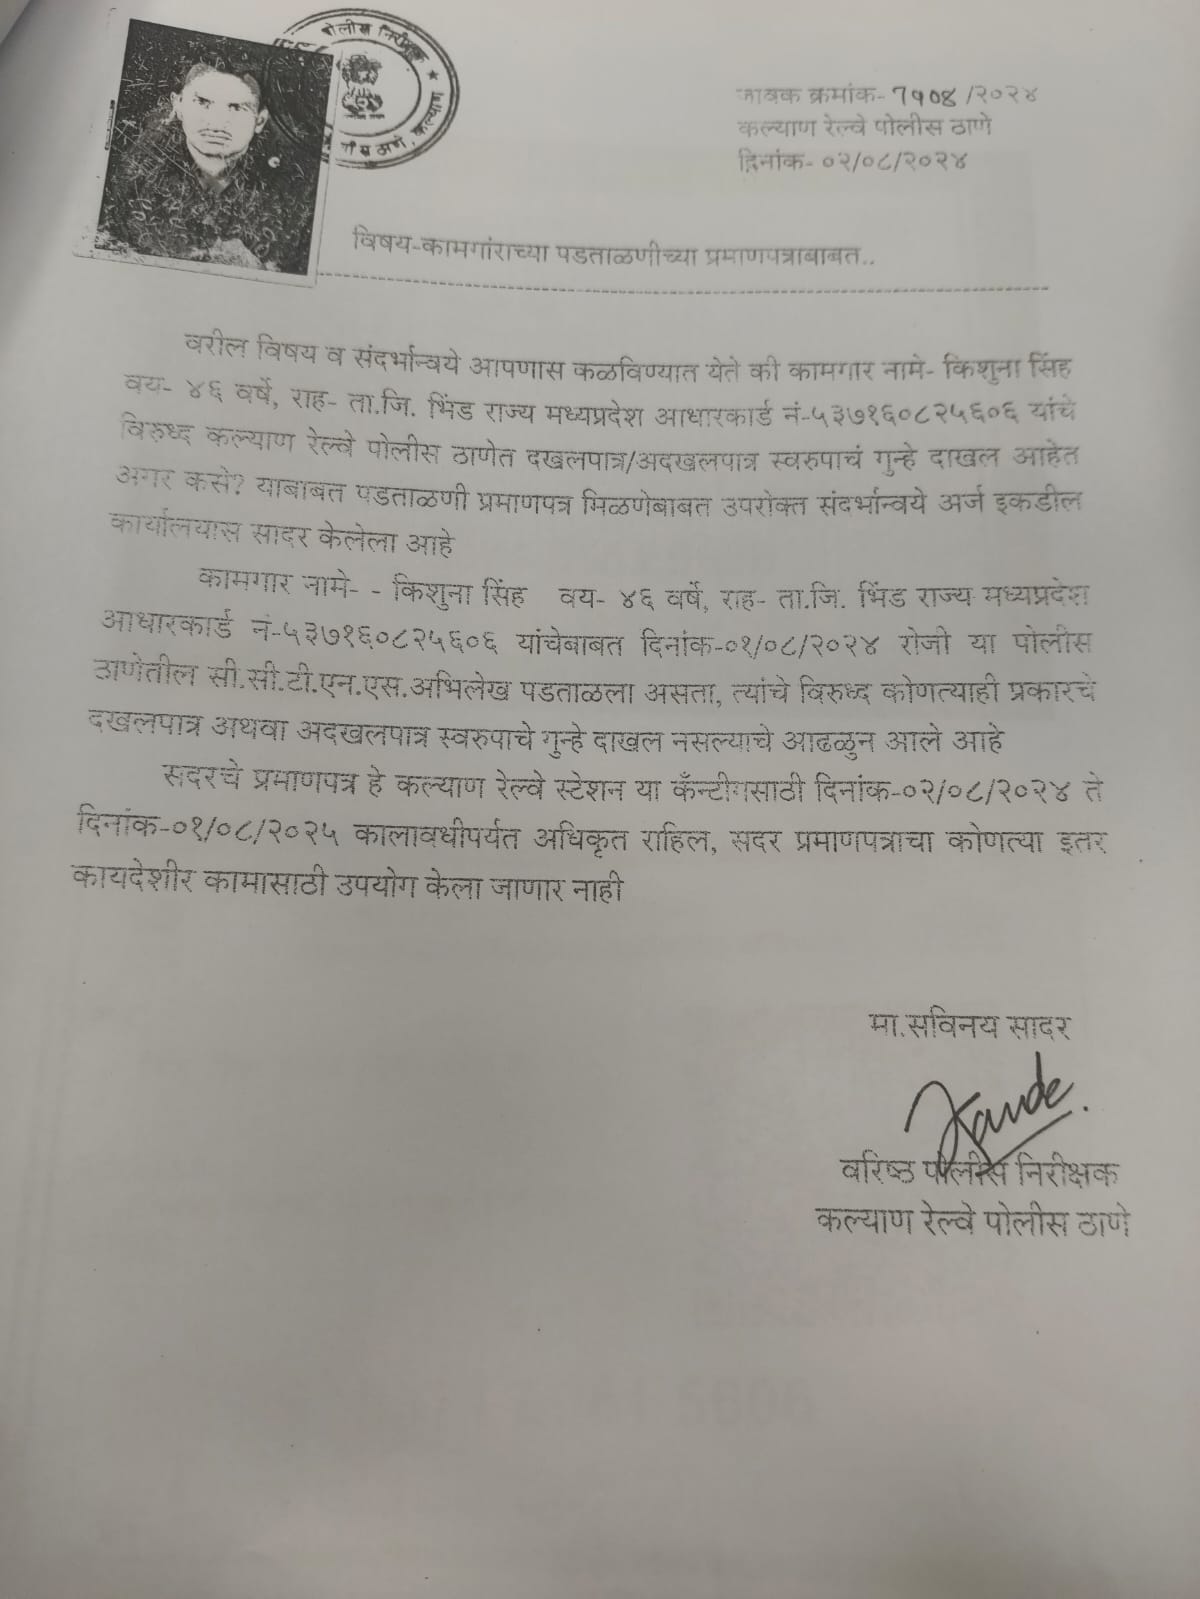 पोलीस निरीक्षक
स ठाणे, कल्याण
जावक क्रमांक- ७१०४ /२०२४
कल्याण रेल्वे पोलीस ठाणे
दिनांक- ०२/०८/२०२४
विषय-कामगांराच्या पडताळणीच्या प्रमाणपत्राबाबत..
वरील विषय व संदर्भान्वये आपणास कळविण्यात येते की कामगार नामे- किशुना सिंह
वय- ४६ वर्षे, राह- ता.जि. भिंड राज्य मध्यप्रदेश आधारकार्ड नं-५३७१६०८२५६०६ यांचे
विरुध्द कल्याण रेल्वे पोलीस ठाणेत दखलपात्र/अदखलपात्र स्वरुपाचं गुन्हे दाखल आहेत
अगर कसे? याबाबत पडताळणी प्रमाणपत्र मिळणेबाबत उपरोक्त संदर्भान्वये अर्ज इकडील
कार्यालयास सादर केलेला आहे
कामगार नामे- - किशुना सिंह वय- ४६ वर्षे, राह- ता.जि. भिंड राज्य मध्यप्रदेश
आधारकार्ड नं-५३७१६०८२५६०६ यांचेबाबत दिनांक-०१/०८/२०२४ रोजी या पोलीस
ठाणेतील सी.सी.टी.एन.एस.अभिलेख पडताळला असता, त्यांचे विरुध्द कोणत्याही प्रकारचे
दखलपात्र अथवा अदखलपात्र स्वरुपाचे गुन्हे दाखल नसल्याचे आढळुन आले आहे
सदरचे प्रमाणपत्र हे कल्याण रेल्वे स्टेशन या कॅंन्टीगसाठी दिनांक-०२/०८/२०२४ ते
दिनांक-०१/०८/२०२५ कालावधीपर्यत अधिकृत राहिल, सदर प्रमाणपत्राचा कोणत्या इतर
कायदेशीर कामासाठी उपयोग केला जाणार नाही
मा.सविनय सादर
वरिष्ठ पोलीस निरीक्षक
कल्याण रेल्वे पोलीस ठाणे